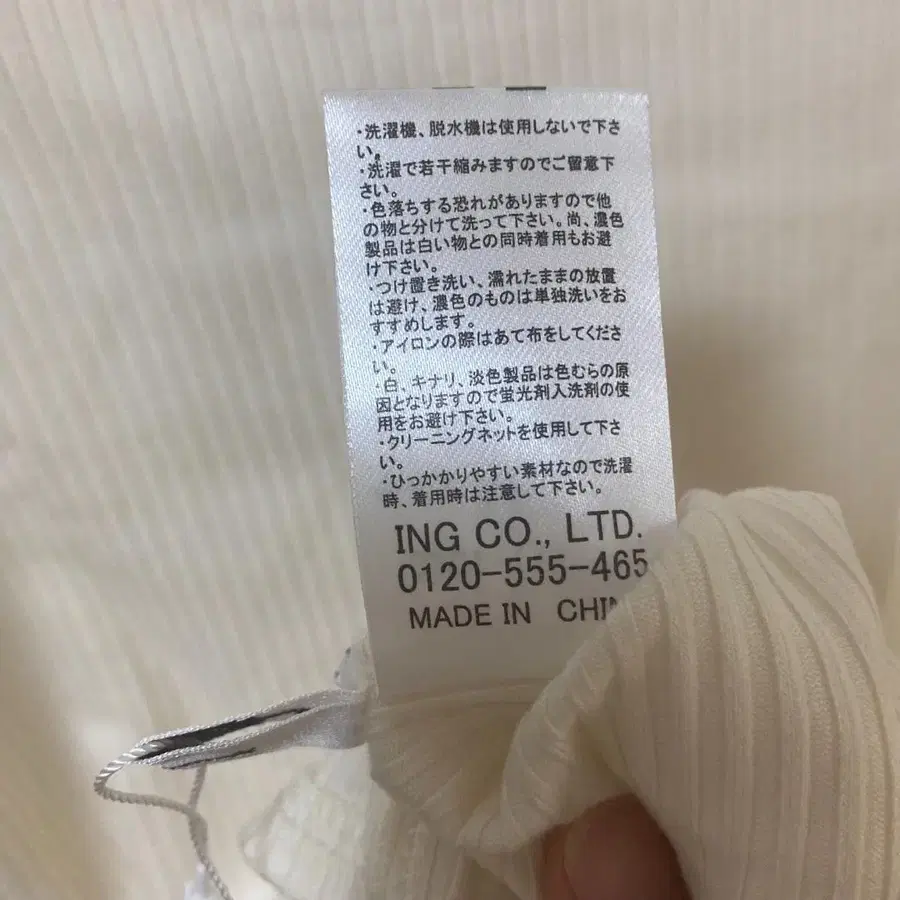 ・洗濯機、脱水機は使用しないで下さ
い。
・洗濯で若干縮みますのでご留意下
さい。
・色落ちする恐れがありますので他
の物と分けて洗って下さい。尚、濃色
製品は白い物との同時着用もお避
け下さい。
・つけ置き洗い、濡れたままの放置
は避け、濃色のものは単独洗いをお
すすめします。
・アイロンの際はあて布をしてくださ
い。
・白、キナリ、淡色製品は色むらの原
因となりますので蛍光剤入洗剤の使
用をお避け下さい。
・クリーニングネットを使用して下さ
い。
・ひっかかりやすい素材なので洗濯
時、着用時は注意して下さい。
ING CO., LTD.
0120-555-465
MADE IN